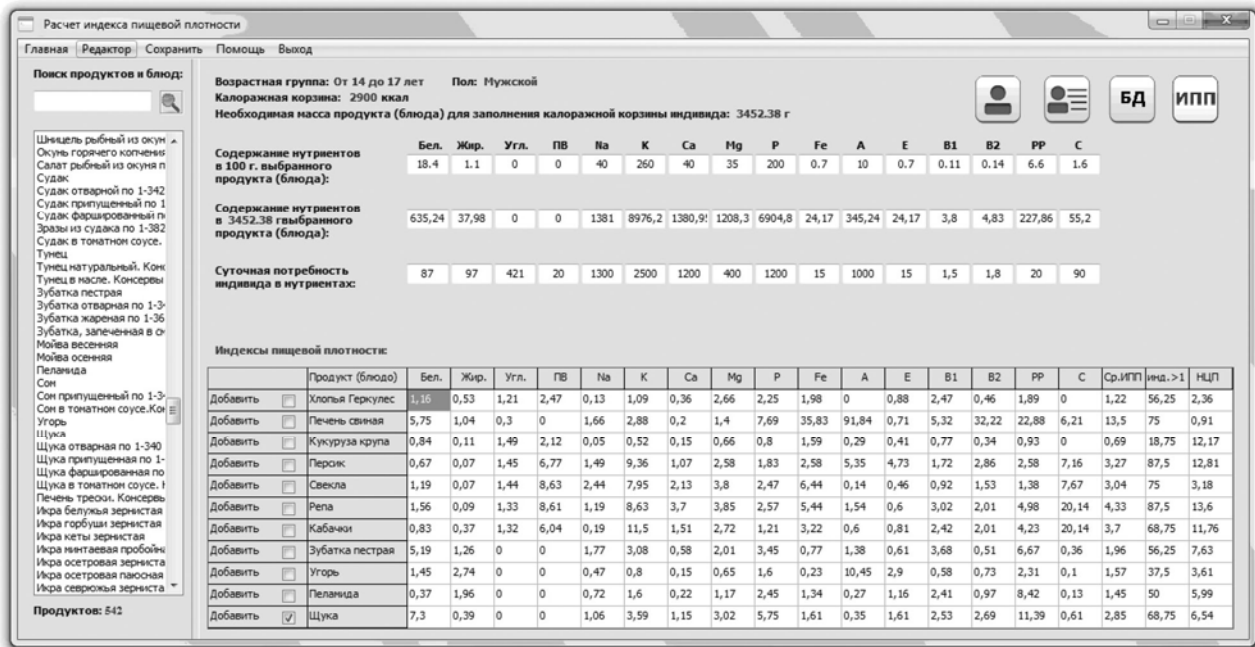 Расчет индекса пищевой плотности
Главная Редактор Сохранить Помощь Выход
Поиск продуктов и блюд:
Возрастная группа: От 14 до 17 лет Пол: Мужской
Калоражная корзина: 2900 ккал
Необходимая масса продукта (блюда) для заполнения калоражной корзины индивида: 3452.38 г
БД
ИПП
Бел. Жир. Угл. ПВ Na K Ca Mg P Fe A E B1 B2 PP C
Содержание нутриентов
в 100 г. выбранного
продукта (блюда):
18.4 1.1 0 0 40 260 40 35 200 0.7 10 0.7 0.11 0.14 6.6 1.6
Содержание нутриентов
в 3452.38 гвыбранного
продукта (блюда):
635,24 37,98 0 0 1381 8976,2 1380,95 1208,3 6904,8 24,17 345,24 24,17 3,8 4,83 227,86 55,2
Суточная потребность
индивида в нутриентах:
87 97 421 20 1300 2500 1200 400 1200 15 1000 15 1,5 1,8 20 90
Шницель рыбный из окун
Окунь горячего копчения
Салат рыбный из окуня п
Судак
Судак отварной по 1-342
Судак припущенный по 1
Судак фаршированный по
Зразы из судака по 1-382
Судак в томатном соусе.
Тунец
Тунец натуральный. Конс
Тунец в масле. Консервы
Зубатка пестрая
Зубатка отварная по 1-34
Зубатка жареная по 1-36
Зубатка, запеченная в см
Мойва весенняя
Мойва осенняя
Пеламида
Сом
Сом припущенный по 1-34
Сом в томатном соусе.Кон
Угорь
Щука
Щука отварная по 1-340
Щука припущенная по 1-
Щука фаршированная по
Щука в томатном соусе. К
Печень трески. Консервы
Икра белужья зернистая
Икра горбуши зернистая
Икра кеты зернистая
Икра минтаевая пробойна
Икра осетровая зерниста
Икра осетровая паюсная
Икра севрюжья зерниста
Продуктов: 542
Индексы пищевой плотности:
Продукт (блюдо) Бел. Жир. Угл. ПВ Na K Ca Mg P Fe A E B1 B2 PP C Ср.ИПП инд.>1 НЦП
Добавить Хлопья Геркулес 1,16 0,53 1,21 2,47 0,13 1,09 0,36 2,66 2,25 1,98 0 0,88 2,47 0,46 1,89 0 1,22 56,25 2,36
Добавить Печень свиная 5,75 1,04 0,3 0 1,66 2,88 0,2 1,4 7,69 35,83 91,84 0,71 5,32 32,22 22,88 6,21 13,5 75 0,91
Добавить Кукуруза крупа 0,84 0,11 1,49 2,12 0,05 0,52 0,15 0,66 0,8 1,59 0,29 0,41 0,77 0,34 0,93 0 0,69 18,75 12,17
Добавить Персик 0,67 0,07 1,45 6,77 1,49 9,36 1,07 2,58 1,83 2,58 5,35 4,73 1,72 2,86 2,58 7,16 3,27 87,5 12,81
Добавить Свекла 1,19 0,07 1,44 8,63 2,44 7,95 2,13 3,8 2,47 6,44 0,14 0,46 0,92 1,53 1,38 7,67 3,04 75 3,18
Добавить Репа 1,56 0,09 1,33 8,61 1,19 8,63 3,7 3,85 2,57 5,44 1,54 0,6 3,02 2,01 4,98 20,14 4,33 87,5 13,6
Добавить Кабачки 0,83 0,37 1,32 6,04 0,19 11,5 1,51 2,72 1,21 3,22 0,6 0,81 2,42 2,01 4,23 20,14 3,7 68,75 11,76
Добавить Зубатка пестрая 5,19 1,26 0 0 1,77 3,08 0,58 2,01 3,45 0,77 1,38 0,61 3,68 0,51 6,67 0,36 1,96 56,25 7,63
Добавить Угорь 1,45 2,74 0 0 0,47 0,8 0,15 0,65 1,6 0,23 10,45 2,9 0,58 0,73 2,31 0,1 1,57 37,5 3,61
Добавить Пеламида 0,37 1,96 0 0 0,72 1,6 0,22 1,17 2,45 1,34 0,27 1,16 2,41 0,97 8,42 0,13 1,45 50 5,99
Добавить Щука 7,3 0,39 0 0 1,06 3,59 1,15 3,02 5,75 1,61 0,35 1,61 2,53 2,69 11,39 0,61 2,85 68,75 6,54